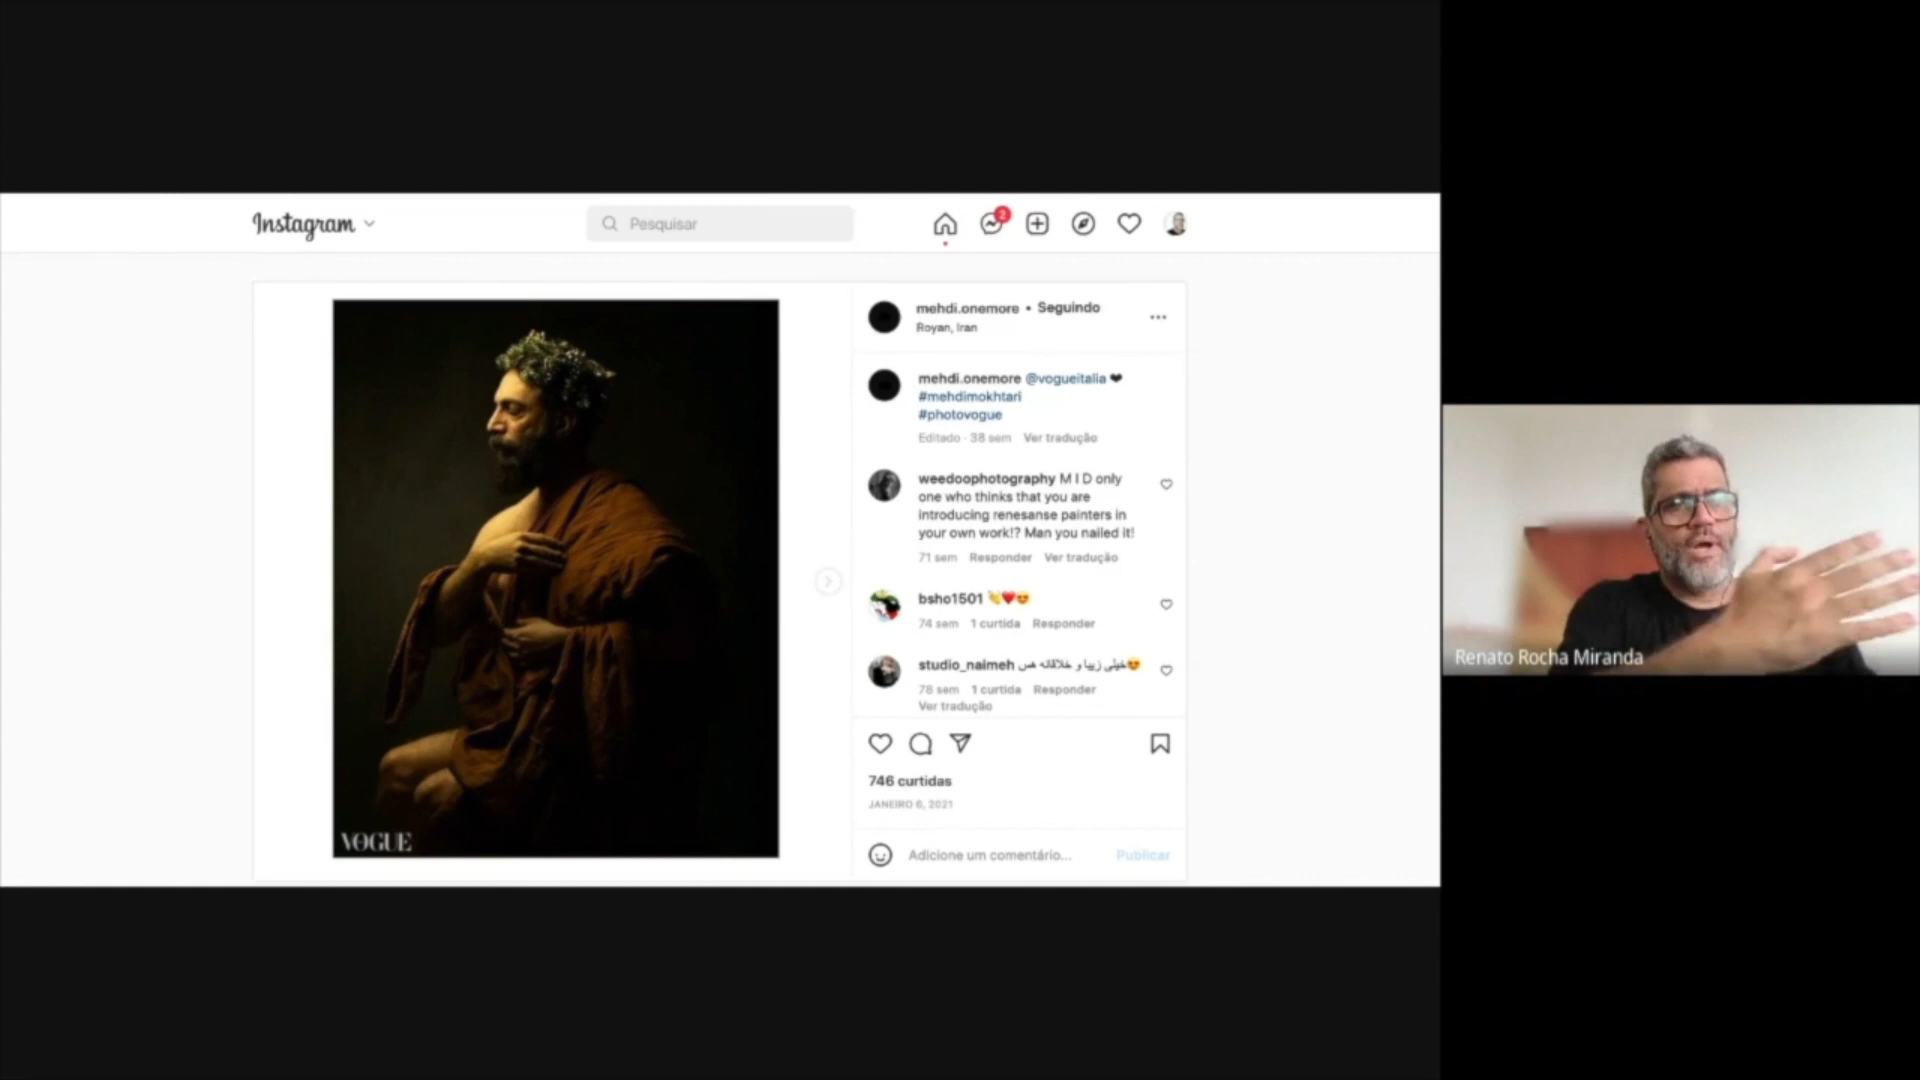 Instagram
Pesquisar
2
mehdi.onemore • Seguindo
Royan, Iran
mehdi.onemore @vogueitalia ❤
#mehdimokhtari
#photovogue
Editado · 38 sem Ver tradução
weedoophotography M I D only
one who thinks that you are
introducing renesanse painters in
your own work!? Man you nailed it!
71 sem Responder Ver tradução
bsho1501 👏❤️😍
74 sem 1 curtida Responder
studio_naimeh خیلی زیبا و خلاقانه هس😍
78 sem 1 curtida Responder
Ver tradução
746 curtidas
JANEIRO 6, 2021
Adicione um comentário... Publicar
VOGUE
Renato Rocha Miranda